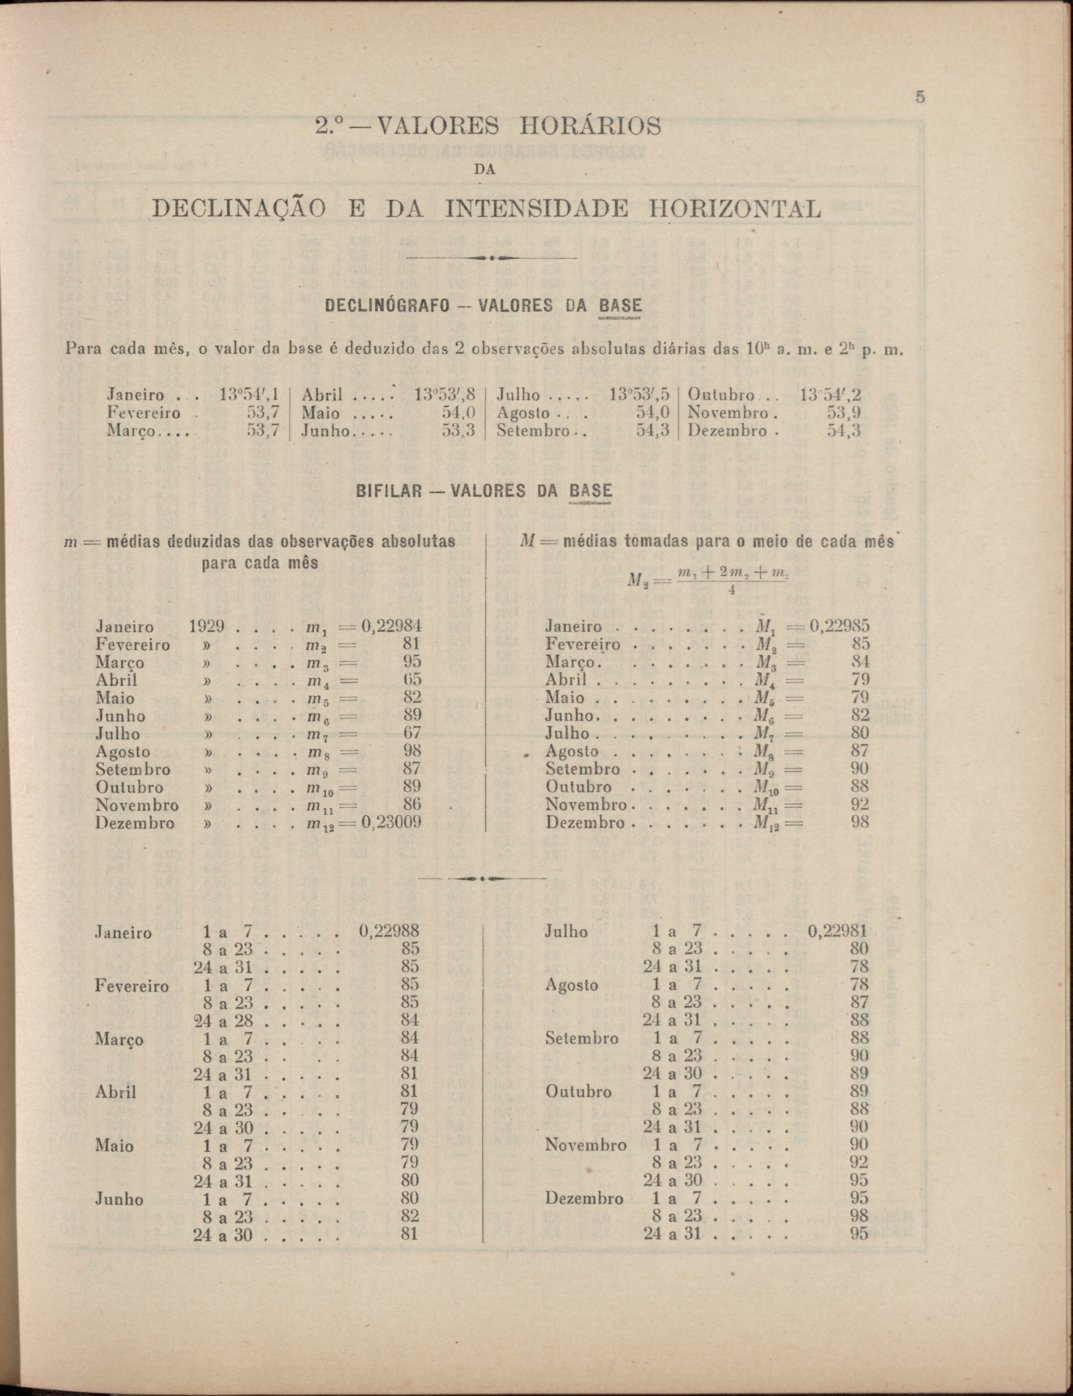 5
2.º — VALORES HORÁRIOS
DA
DECLINAÇÃO E DA INTENSIDADE HORIZONTAL
DECLINÓGRAFO — VALORES DA BASE
Para cada mês, o valor da base é deduzido das 2 observações absolutas diárias das 10ʰ a. m. e 2ʰ p. m.
Janeiro . . 13º54′,1 | Abril ..... 13º53′,8 | Julho ..... 13º53′,5 | Outubro . . 13º54′,2
Fevereiro . 53,7 | Maio ..... 54,0 | Agosto . . . 54,0 | Novembro . 53,9
Março.... 53,7 | Junho..... 53,3 | Setembro . . 54,3 | Dezembro . 54,3
BIFILAR — VALORES DA BASE
m = médias deduzidas das observações absolutas
para cada mês
Janeiro 1929 . . . . m₁ = 0,22984
Fevereiro » . . . . m₂ = 81
Março » . . . . m₃ = 95
Abril » . . . . m₄ = 65
Maio » . . . . m₅ = 82
Junho » . . . . m₆ = 89
Julho » . . . . m₇ = 67
Agosto » . . . . m₈ = 98
Setembro » . . . . m₉ = 87
Outubro » . . . . m₁₀ = 89
Novembro » . . . . m₁₁ = 86
Dezembro » . . . . m₁₂ = 0,23009
M = médias tomadas para o meio de cada mês
M₂ = (m₁ + 2 m₂ + m₃) / 4
Janeiro . . . . . . . . M₁ = 0,22985
Fevereiro . . . . . . . M₂ = 85
Março. . . . . . . . M₃ = 84
Abril . . . . . . . . . M₄ = 79
Maio . . . . . . . . . M₅ = 79
Junho. . . . . . . . . M₆ = 82
Julho . . . . . . . . . M₇ = 80
Agosto . . . . . . . . M₈ = 87
Setembro . . . . . . . M₉ = 90
Outubro . . . . . . . M₁₀ = 88
Novembro . . . . . . . M₁₁ = 92
Dezembro . . . . . . . M₁₂ = 98
Janeiro 1 a 7 . . . . . 0,22988
8 a 23 . . . . . 85
24 a 31 . . . . . 85
Fevereiro 1 a 7 . . . . . 85
8 a 23 . . . . . 85
24 a 28 . . . . . 84
Março 1 a 7 . . . . . 84
8 a 23 . . . . 84
24 a 31 . . . . . 81
Abril 1 a 7 . . . . . 81
8 a 23 . . . . . 79
24 a 30 . . . . . 79
Maio 1 a 7 . . . . . 79
8 a 23 . . . . . 79
24 a 31 . . . . . 80
Junho 1 a 7 . . . . . 80
8 a 23 . . . . . 82
24 a 30 . . . . . 81
Julho 1 a 7 . . . . . 0,22981
8 a 23 . . . . . 80
24 a 31 . . . . . 78
Agosto 1 a 7 . . . . . 78
8 a 23 . . . . . 87
24 a 31 . . . . . 88
Setembro 1 a 7 . . . . . 88
8 a 23 . . . . . 90
24 a 30 . . . . . 89
Outubro 1 a 7 . . . . . 89
8 a 23 . . . . . 88
24 a 31 . . . . . 90
Novembro 1 a 7 . . . . . 90
8 a 23 . . . . . 92
24 a 30 . . . . . 95
Dezembro 1 a 7 . . . . . 95
8 a 23 . . . . . 98
24 a 31 . . . . . 95